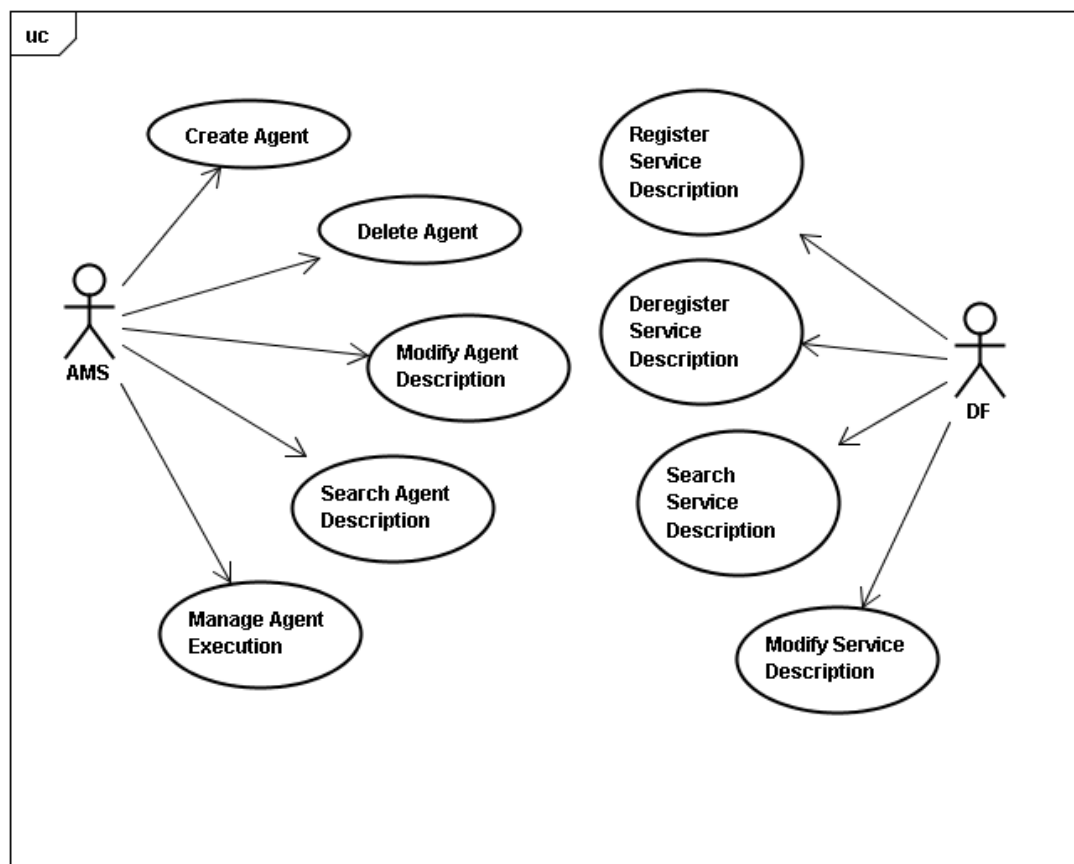 uc
Create Agent
Delete Agent
AMS
Modify Agent
Description
Search Agent
Description
Manage Agent
Execution
Register
Service
Description
Deregister
Service
Description
DF
Search
Service
Description
Modify Service
Description